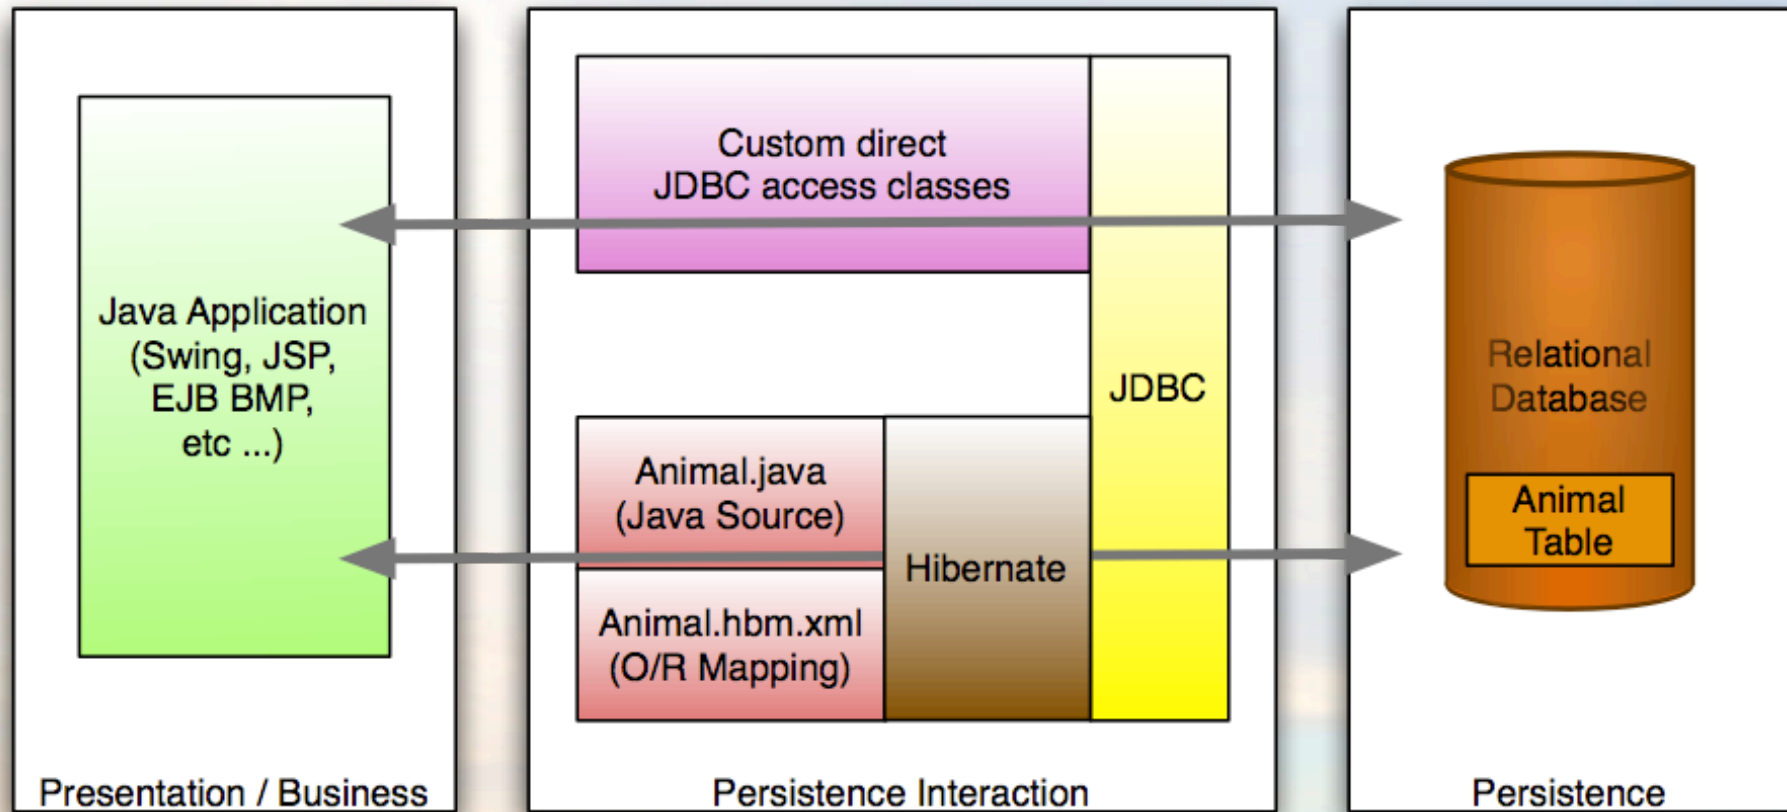 Java Application
(Swing, JSP,
EJB BMP,
etc ...)
Presentation / Business
Custom direct
JDBC access classes
JDBC
Animal.java
(Java Source)
Hibernate
Animal.hbm.xml
(O/R Mapping)
Persistence Interaction
Relational
Database
Animal
Table
Persistence